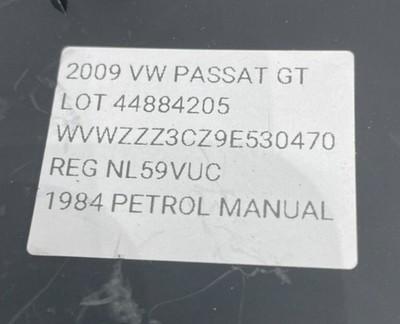 2009 VW PASSAT GT
LOT 44884205
WVWZZZ3CZ9E530470
REG NL59VUC
1984 PETROL MANUAL